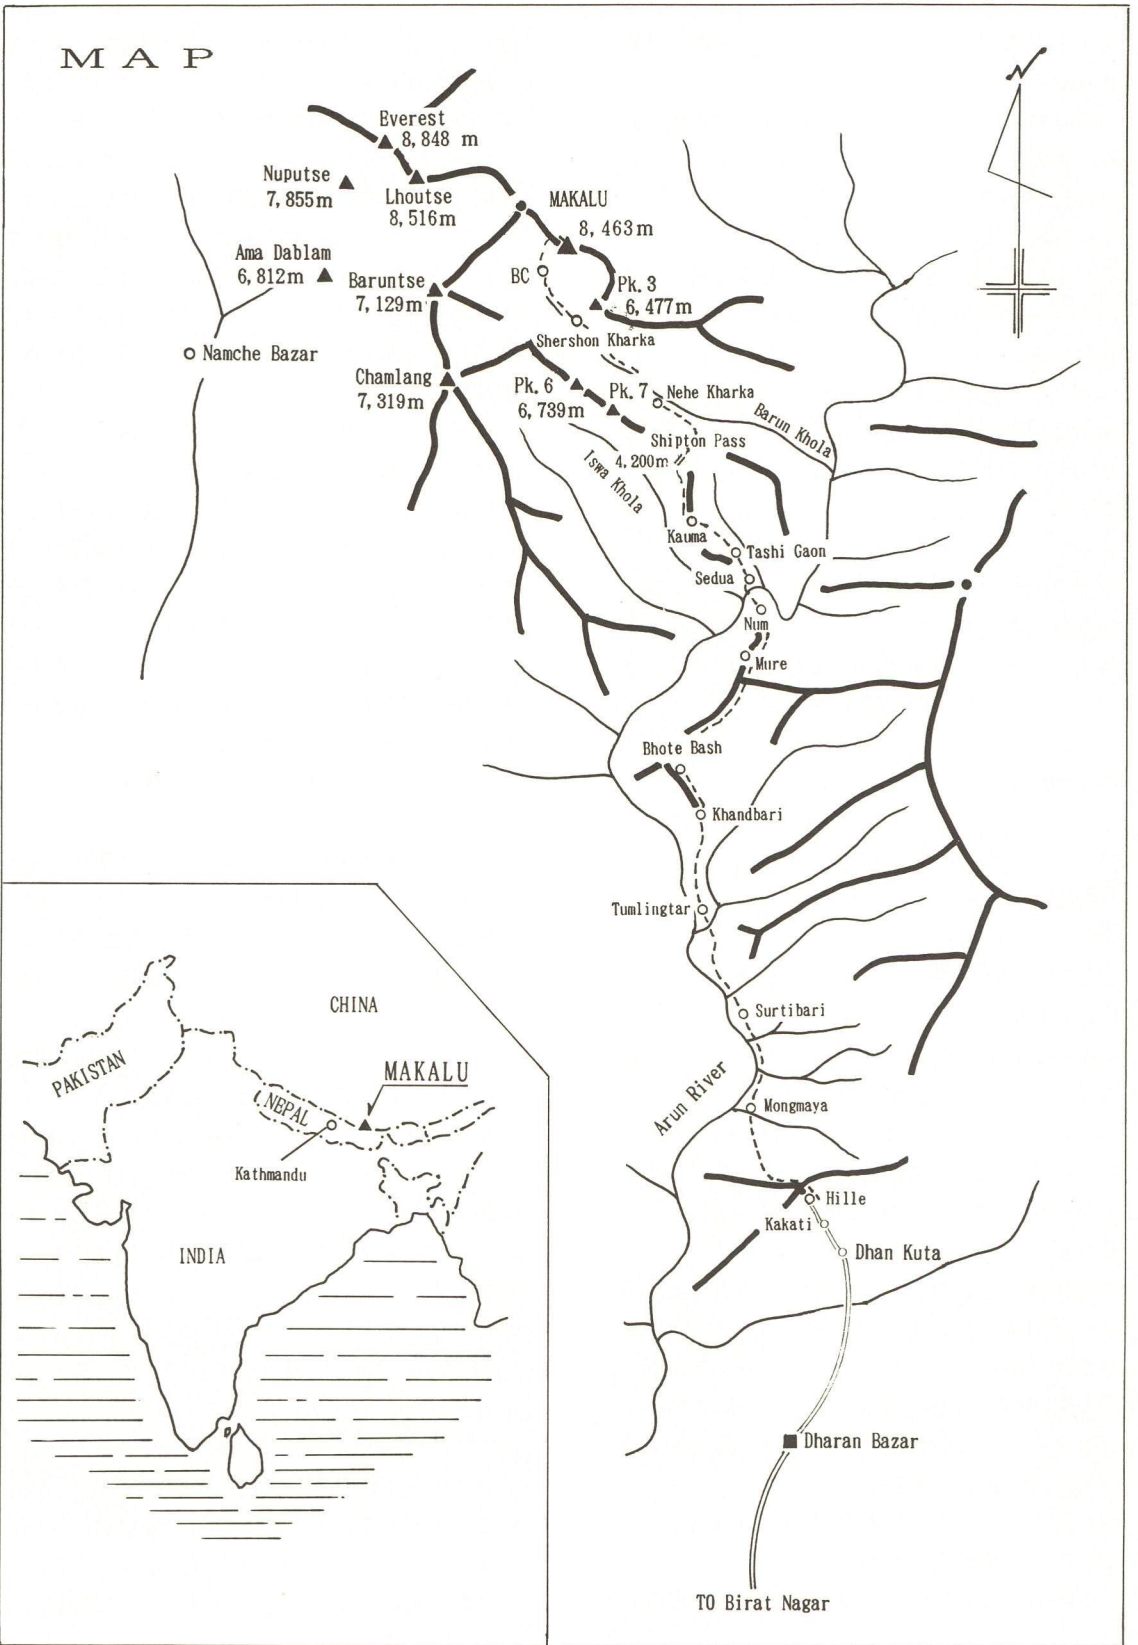 MAP
N
Everest
8,848 m
Nuputse
7,855m
Lhoutse
8,516m
MAKALU
8,463m
Ama Dablam
6,812m
BC
Baruntse
7,129m
Pk.3
6,477m
Shershon Kharka
Namche Bazar
Chamlang
7,319m
Pk.6
6,739m
Pk.7
Nehe Kharka
Barun Khola
Shipton Pass
4,200m
Iswa Khola
Kauma
Tashi Gaon
Sedua
Num
Mure
Bhote Bash
Khandbari
Tumlingtar
Surtibari
Arun River
Mongmaya
Hille
Kakati
Dhan Kuta
Dharan Bazar
TO Birat Nagar
CHINA
PAKISTAN
MAKALU
NEPAL
Kathmandu
INDIA